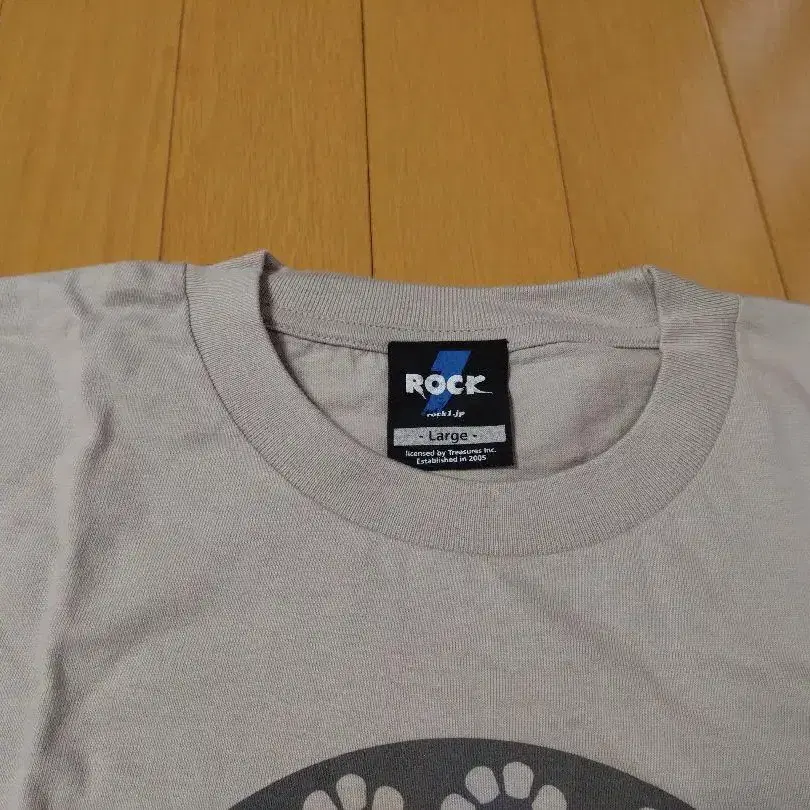 ROCK
rock1.jp
- Large -
licensed by Treasures Inc.
Established in 2005